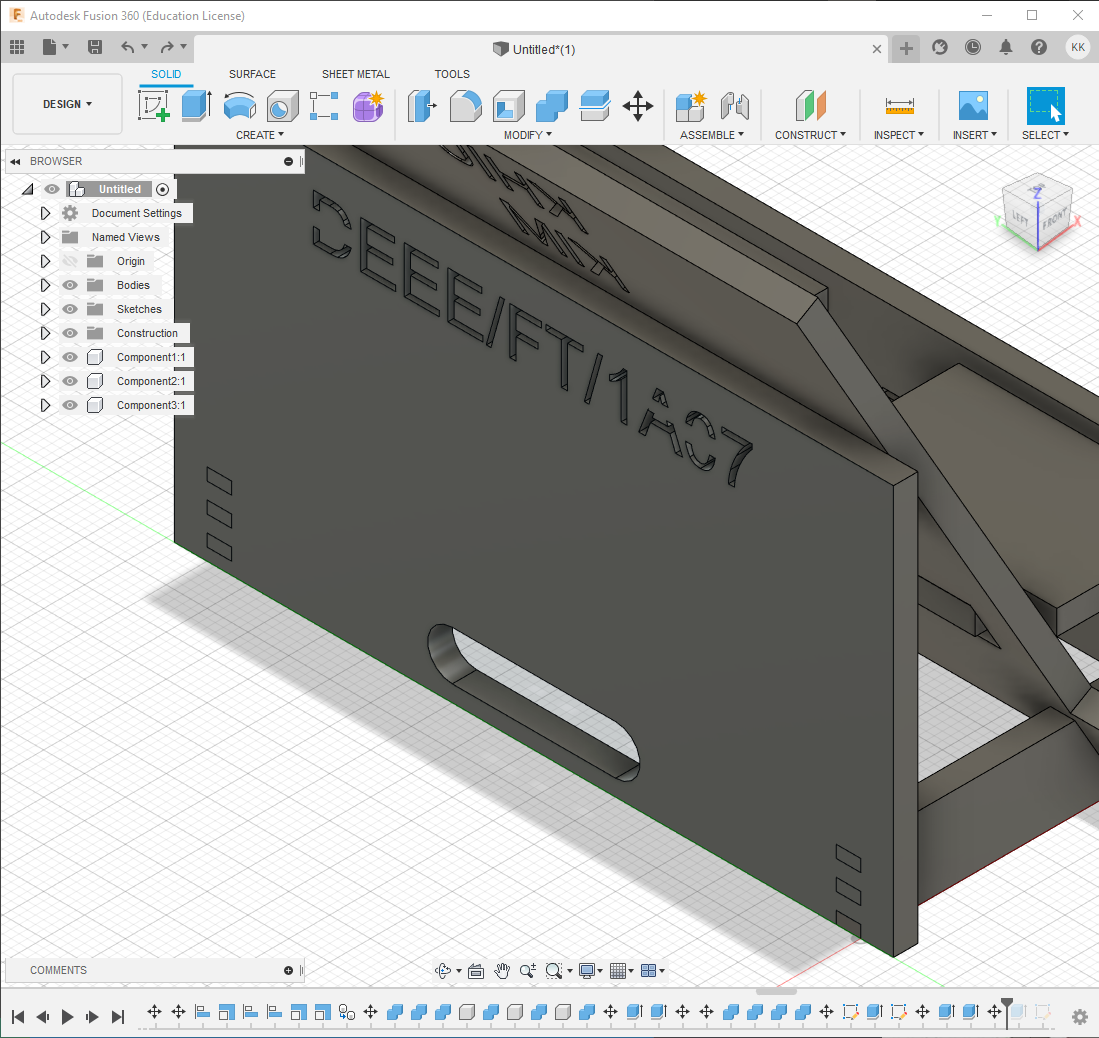 Autodesk Fusion 360 (Education License)
Untitled*(1)
KK
SOLID SURFACE SHEET METAL TOOLS
DESIGN
CREATE MODIFY ASSEMBLE CONSTRUCT INSPECT INSERT SELECT
BROWSER
Untitled
Document Settings
Named Views
Origin
Bodies
Sketches
Construction
Component1:1
Component2:1
Component3:1
Z
LEFT FRONT
Y X
DEEE/FT/1A07
COMMENTS